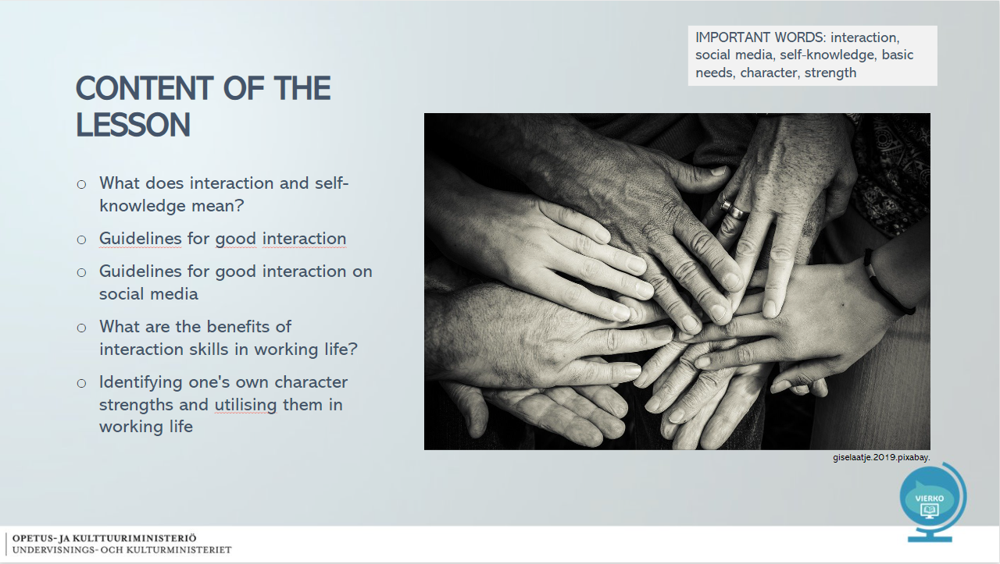 IMPORTANT WORDS: interaction,
social media, self-knowledge, basic
needs, character, strength
CONTENT OF THE
LESSON
○ What does interaction and self-
knowledge mean?
○ Guidelines for good interaction
○ Guidelines for good interaction on
social media
○ What are the benefits of
interaction skills in working life?
○ Identifying one's own character
strengths and utilising them in
working life
giselaatje.2019.pixabay.
VIERKO
OPETUS- JA KULTTUURIMINISTERIÖ
UNDERVISNINGS- OCH KULTURMINISTERIET